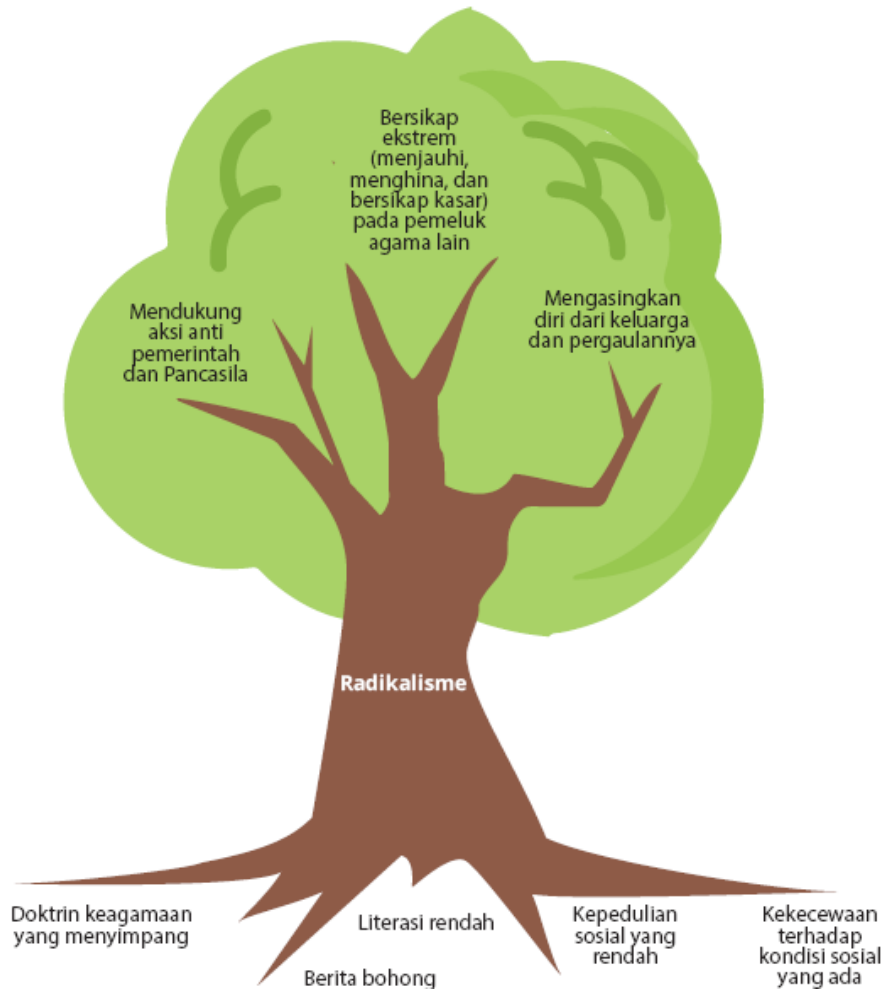 Bersikap
ekstrem
(menjauhi,
menghina, dan
bersikap kasar)
pada pemeluk
agama lain
Mendukung
aksi anti
pemerintah
dan Pancasila
Mengasingkan
diri dari keluarga
dan pergaulannya
Radikalisme
Doktrin keagamaan
yang menyimpang
Berita bohong
Literasi rendah
Kepedulian
sosial yang
rendah
Kekecewaan
terhadap
kondisi sosial
yang ada